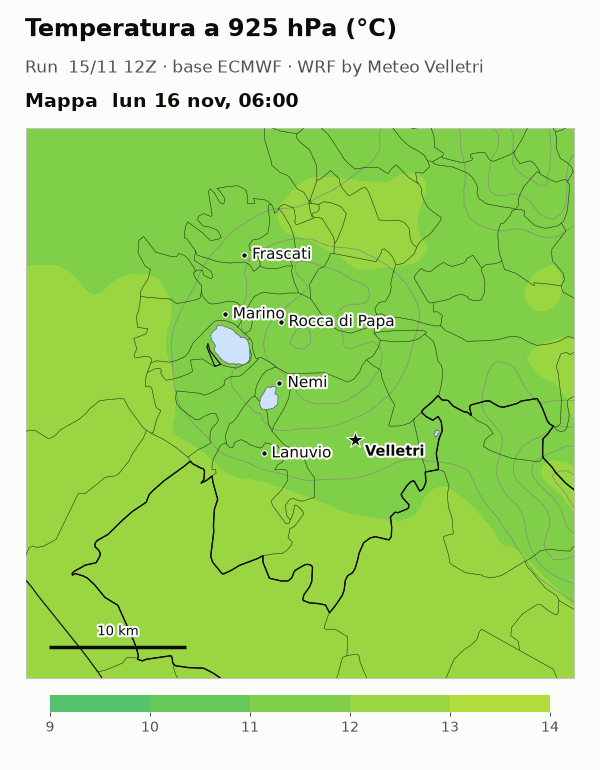 Temperatura a 925 hPa (°C)
Run  15/11 12Z · base ECMWF · WRF by Meteo Velletri
Mappa  lun 16 nov, 06:00
Frascati
Marino
Rocca di Papa
Nemi
Velletri
Lanuvio
10 km
9 10 11 12 13 14